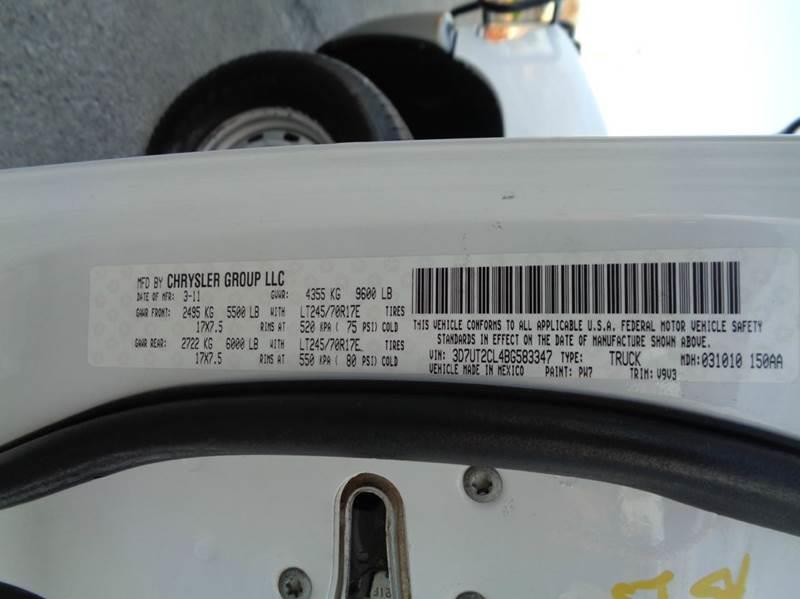 MFD BY CHRYSLER GROUP LLC
DATE OF MFR: 3-11 GVWR: 4355 KG 9600 LB
GAWR FRONT: 2495 KG 5500 LB WITH LT245/70R17E TIRES
17X7.5 RIMS AT 520 KPA ( 75 PSI) COLD
GAWR REAR: 2722 KG 6000 LB WITH LT245/70R17E TIRES
17X7.5 RIMS AT 550 KPA ( 80 PSI) COLD
THIS VEHICLE CONFORMS TO ALL APPLICABLE U.S.A. FEDERAL MOTOR VEHICLE SAFETY
STANDARDS IN EFFECT ON THE DATE OF MANUFACTURE SHOWN ABOVE.
VIN: 3D7UT2CL4BG583347 TYPE: TRUCK MDH: 031010 150AA
VEHICLE MADE IN MEXICO PAINT: PW7 TRIM: V9V3